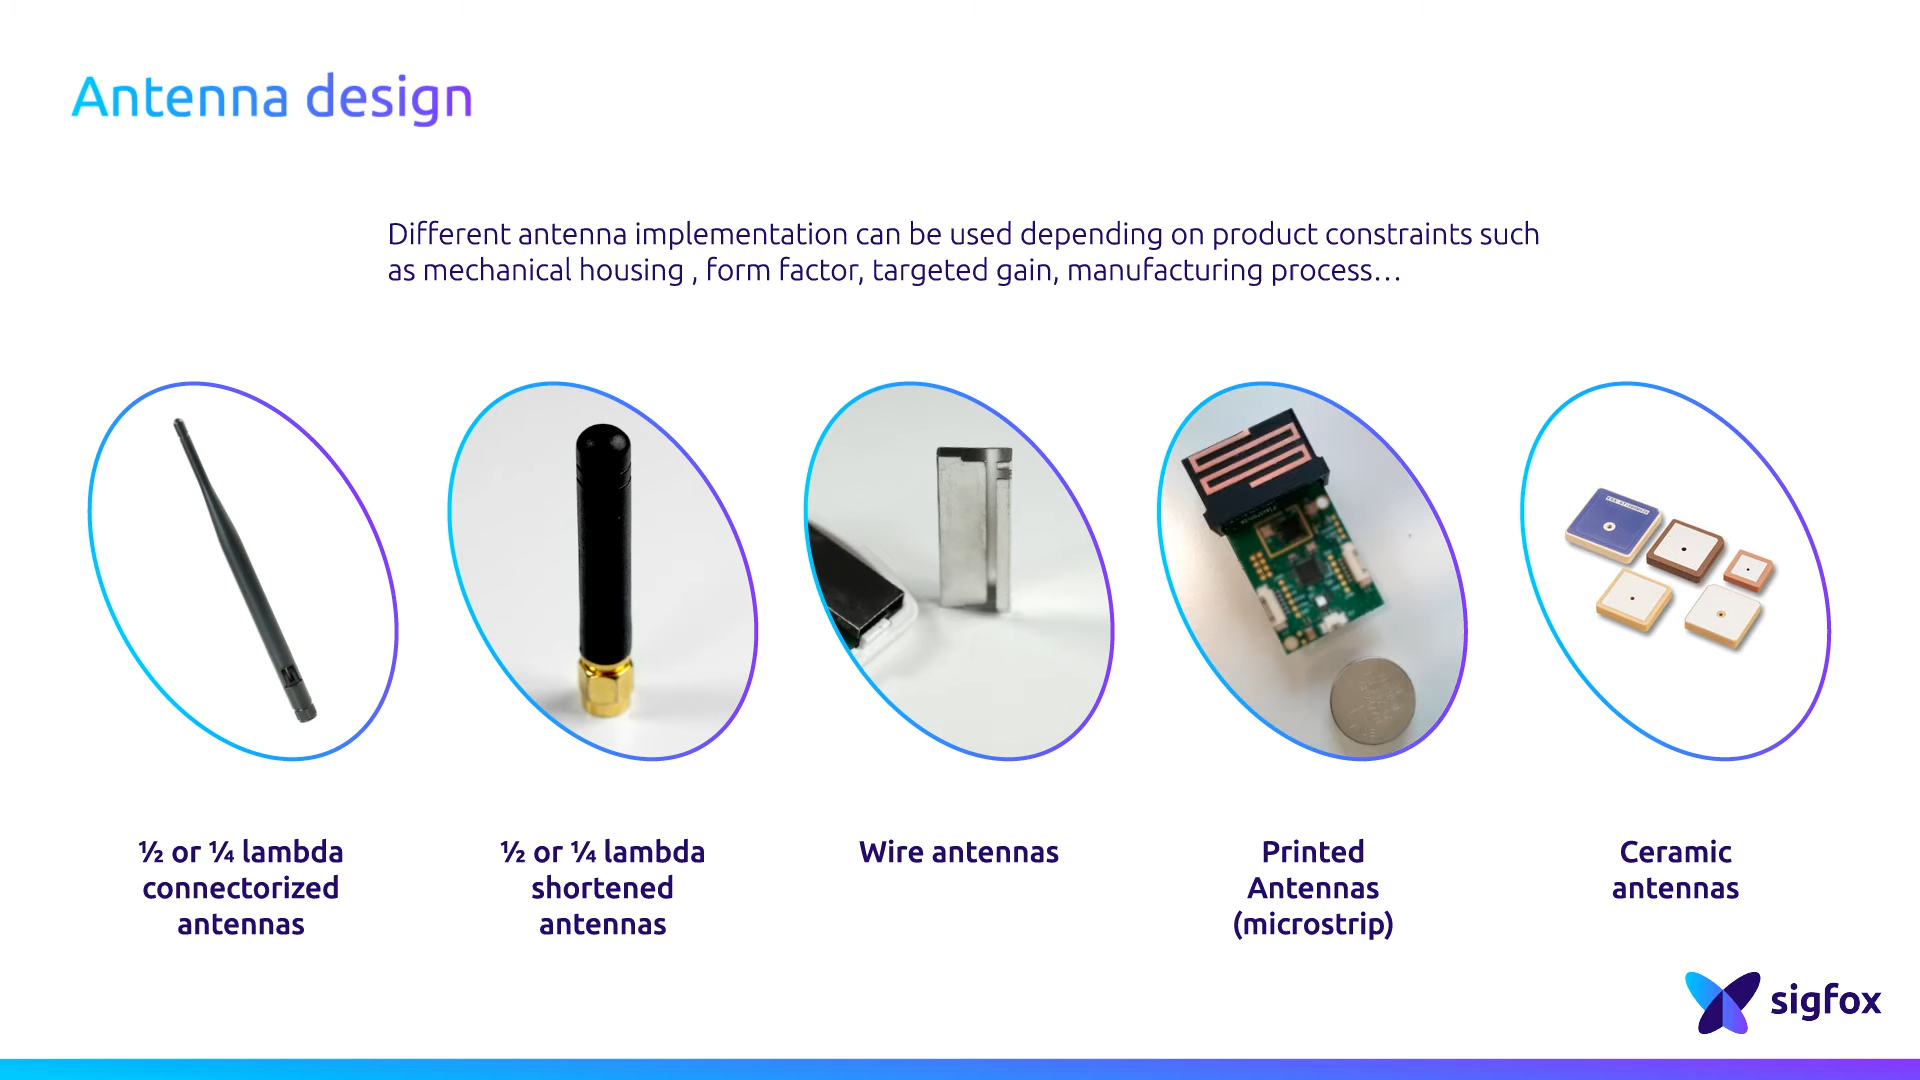 Antenna design
Different antenna implementation can be used depending on product constraints such
as mechanical housing , form factor, targeted gain, manufacturing process…
½ or ¼ lambda
connectorized
antennas
½ or ¼ lambda
shortened
antennas
Wire antennas
Printed
Antennas
(microstrip)
Ceramic
antennas
sigfox